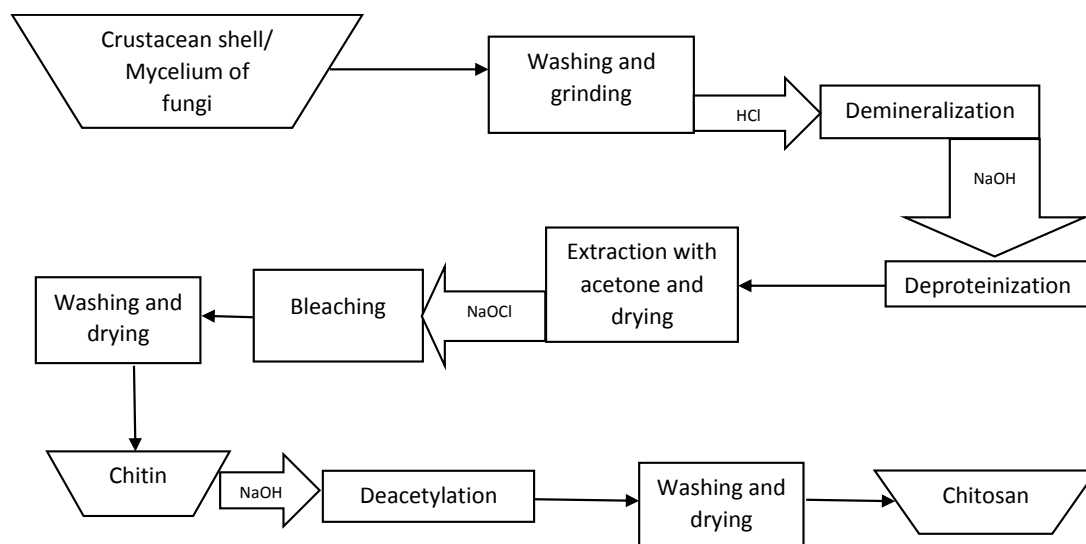 Crustacean shell/
Mycelium of
fungi
Washing and
grinding
HCl
Demineralization
NaOH
Deproteinization
Extraction with
acetone and
drying
NaOCl
Bleaching
Washing and
drying
Chitin
NaOH
Deacetylation
Washing and
drying
Chitosan